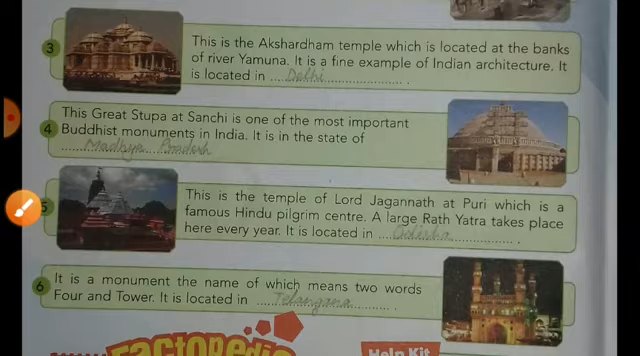 3
This is the Akshardham temple which is located at the banks
of river Yamuna. It is a fine example of Indian architecture. It
is located in ....Delhi.......................... .
This Great Stupa at Sanchi is one of the most important
4 Buddhist monuments in India. It is in the state of
......Madhya Pradesh
5 This is the temple of Lord Jagannath at Puri which is a
famous Hindu pilgrim centre. A large Rath Yatra takes place
here every year. It is located in ....Odisha.................. .
6 It is a monument the name of which means two words
Four and Tower. It is located in .....Telangana........... .
Factopedia
Help Kit